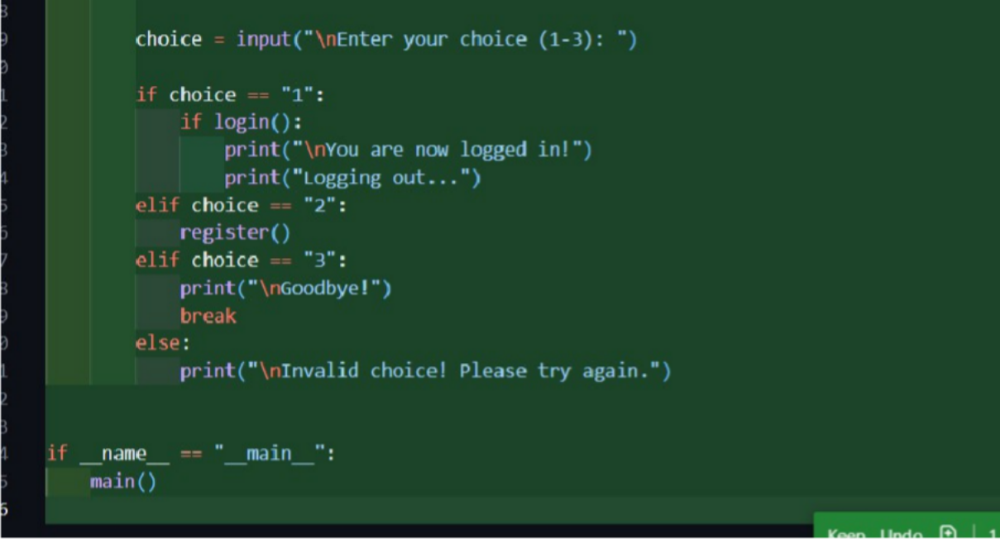 choice = input("\nEnter your choice (1-3): ")
if choice == "1":
if login():
print("\nYou are now logged in!")
print("Logging out...")
elif choice == "2":
register()
elif choice == "3":
print("\nGoodbye!")
break
else:
print("\nInvalid choice! Please try again.")
if __name__ == "__main__":
main()
Keep Undo